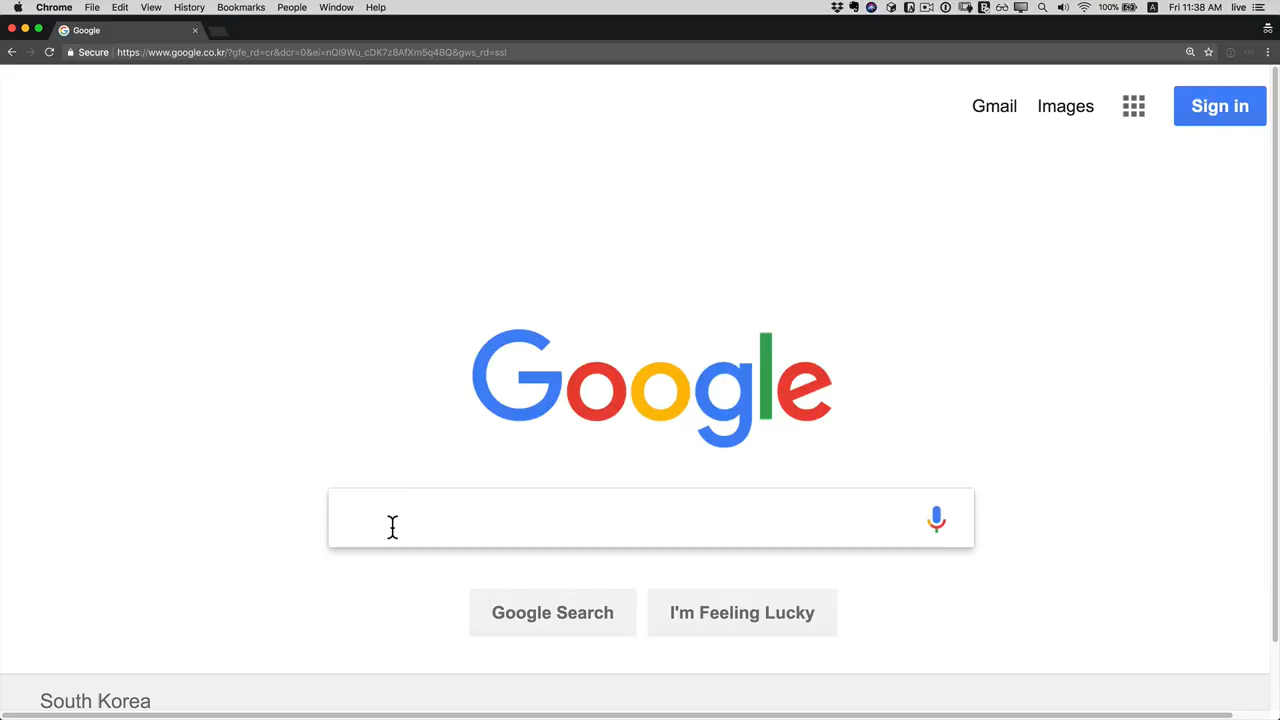 Chrome File Edit View History Bookmarks People Window Help 100% A Fri 11:38 AM live
Google
Secure https://www.google.co.kr/?gfe_rd=cr&dcr=0&ei=nQI9Wu_cDK7z8AfXm5q4BQ&gws_rd=ssl
Gmail Images Sign in
Google
Google Search I'm Feeling Lucky
South Korea